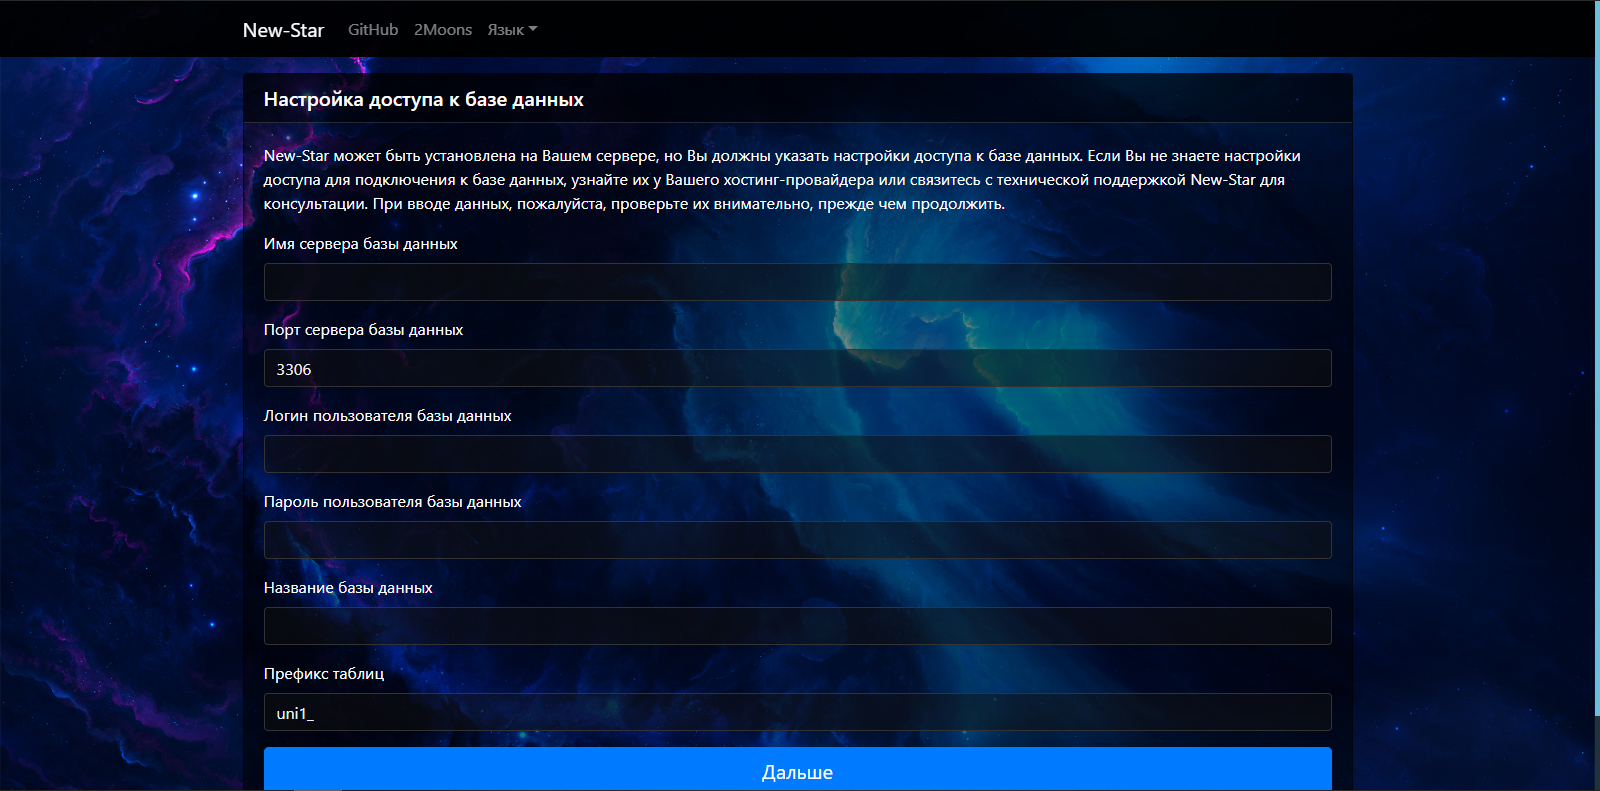 New-Star GitHub 2Moons Язык
Настройка доступа к базе данных
New-Star может быть установлена на Вашем сервере, но Вы должны указать настройки доступа к базе данных. Если Вы не знаете настройки
доступа для подключения к базе данных, узнайте их у Вашего хостинг-провайдера или свяжитесь с технической поддержкой New-Star для
консультации. При вводе данных, пожалуйста, проверьте их внимательно, прежде чем продолжить.
Имя сервера базы данных
Порт сервера базы данных
3306
Логин пользователя базы данных
Пароль пользователя базы данных
Название базы данных
Префикс таблиц
uni1_
Дальше